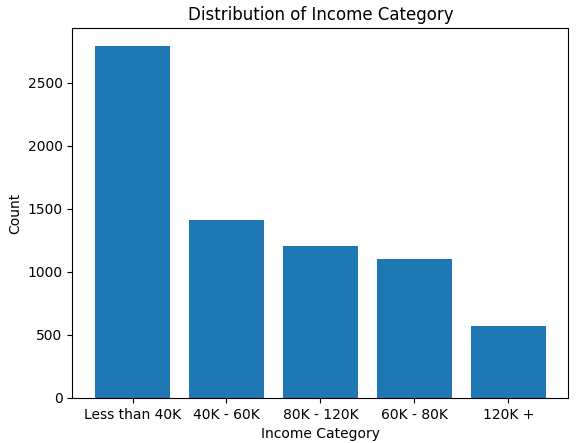 Distribution of Income Category
Count
2500
2000
1500
1000
500
0
Less than 40K 40K - 60K 80K - 120K 60K - 80K 120K +
Income Category